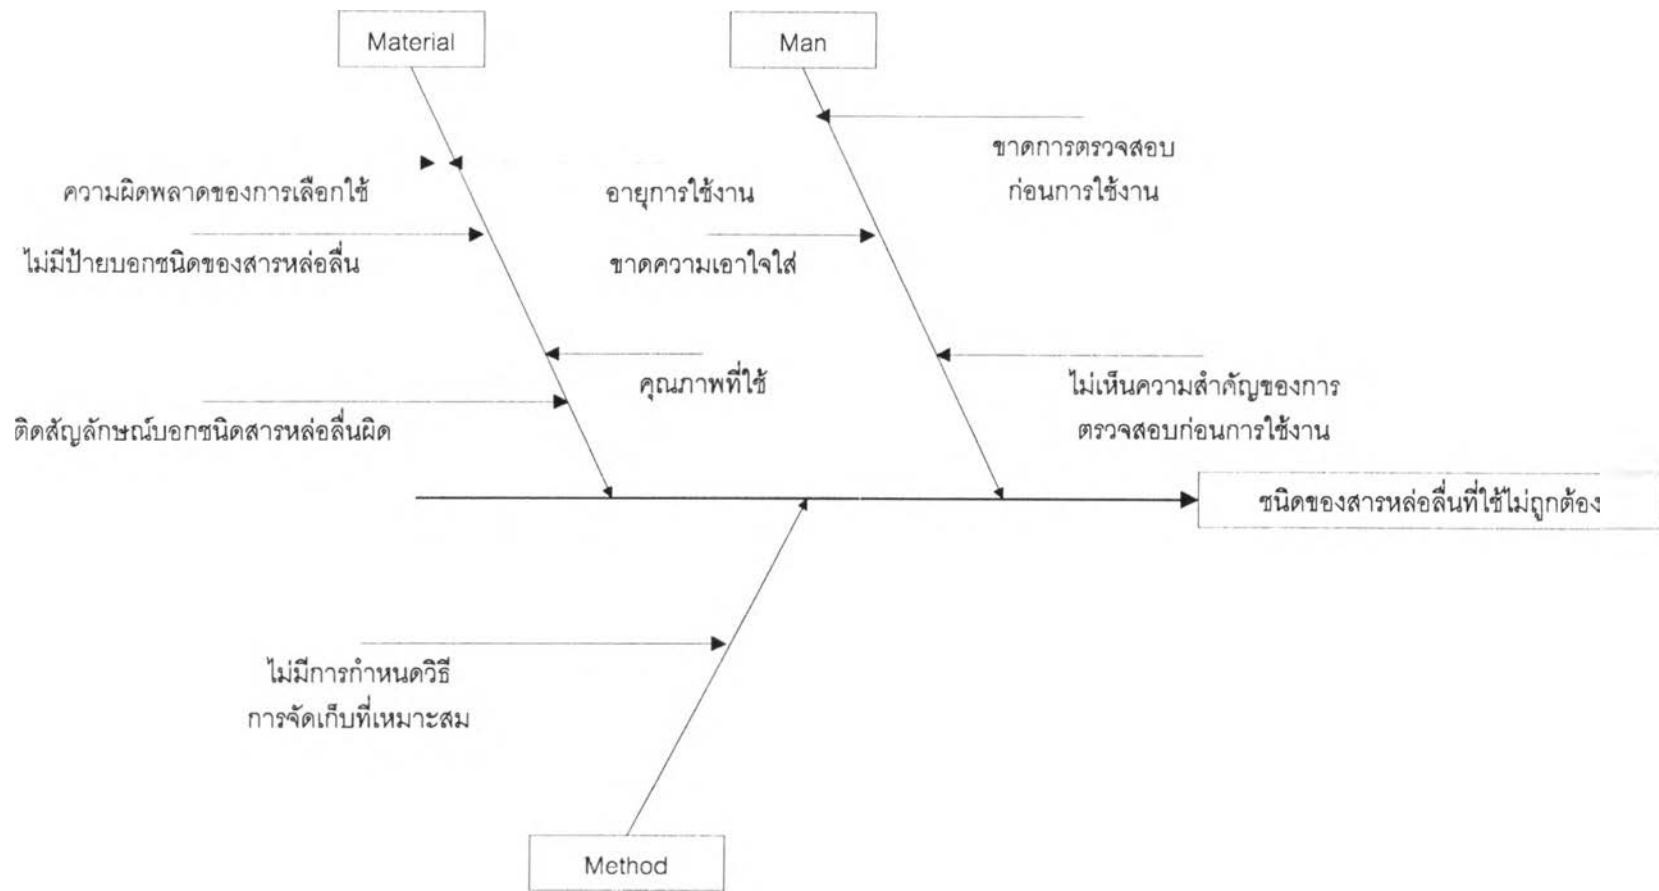 Material
Man
ขาดการตรวจสอบ
ก่อนการใช้งาน
ความผิดพลาดของการเลือกใช้
อายุการใช้งาน
ไม่มีป้ายบอกชนิดของสารหล่อลื่น
ขาดความเอาใจใส่
คุณภาพที่ใช้
ไม่เห็นความสำคัญของการ
ตรวจสอบก่อนการใช้งาน
ติดสัญลักษณ์บอกชนิดสารหล่อลื่นผิด
ชนิดของสารหล่อลื่นที่ใช้ไม่ถูกต้อง
ไม่มีการกำหนดวิธี
การจัดเก็บที่เหมาะสม
Method